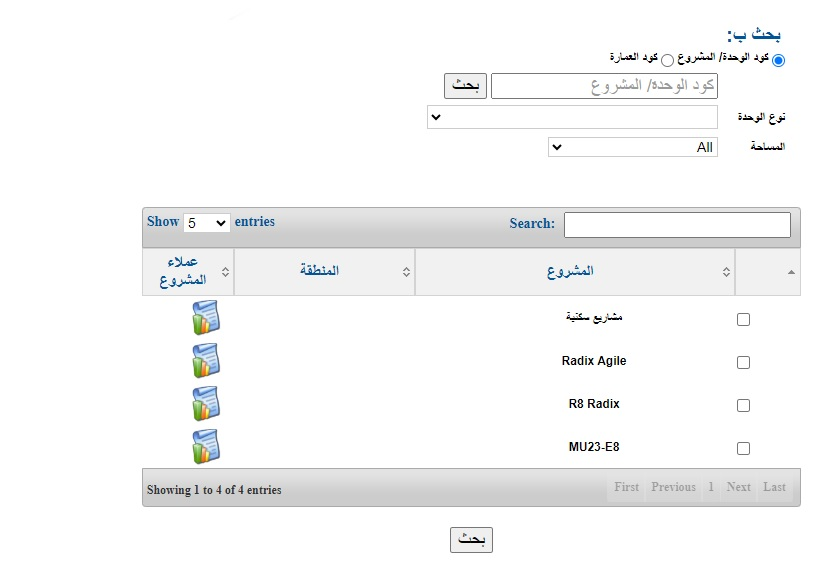 بحث ب:
كود الوحدة/ المشروع كود العمارة
كود الوحدة/ المشروع بحث
نوع الوحدة
المساحة All
Show 5 entries Search:
المشروع المنطقة عملاء المشروع
مشاريع سكنية
Radix Agile
R8 Radix
MU23-E8
Showing 1 to 4 of 4 entries First Previous 1 Next Last
بحث